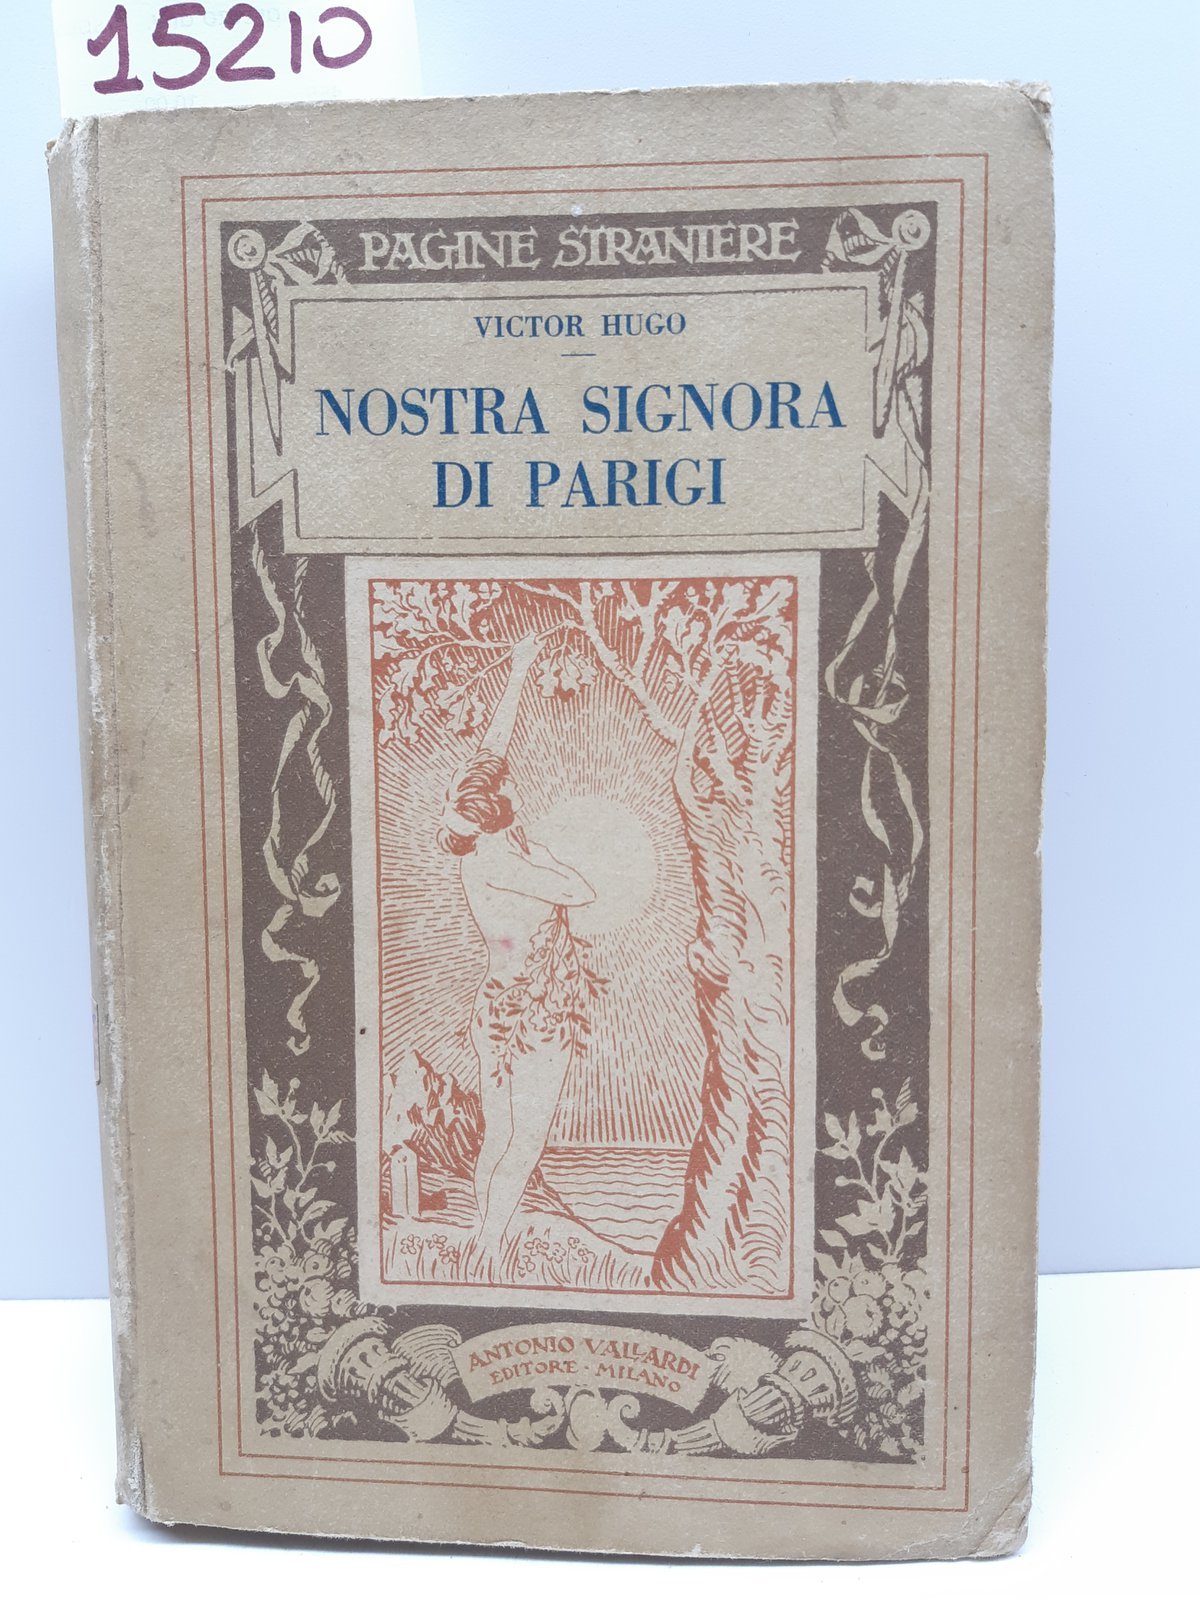 15210
PAGINE STRANIERE
VICTOR HUGO
NOSTRA SIGNORA
DI PARIGI
ANTONIO VALLARDI
EDITORE · MILANO